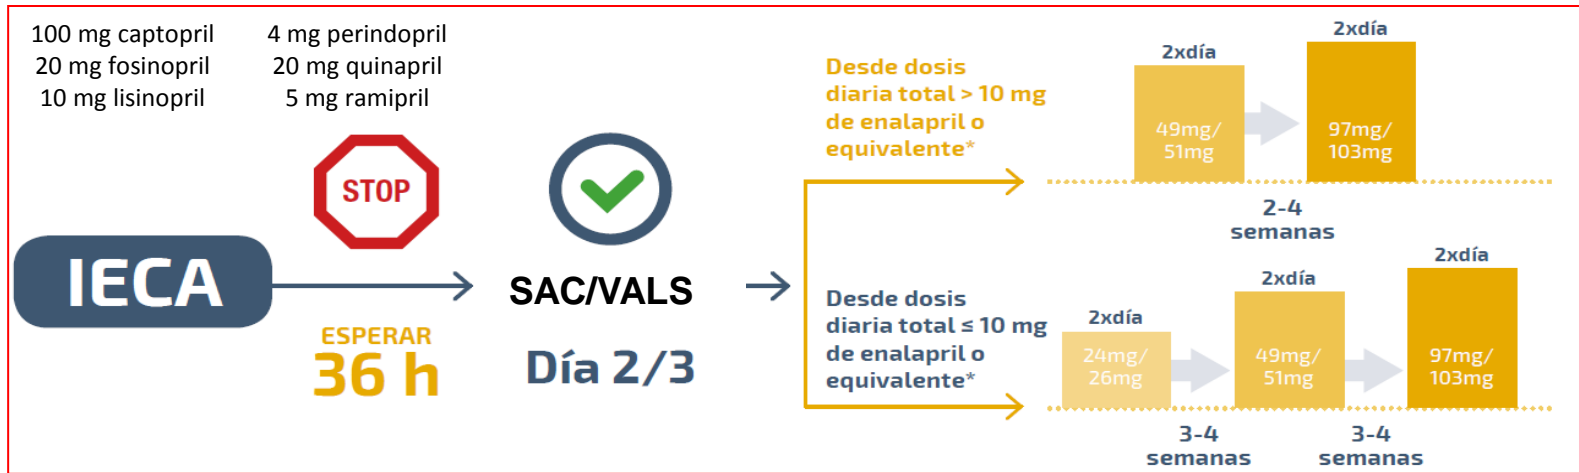 100 mg captopril
20 mg fosinopril
10 mg lisinopril
4 mg perindopril
20 mg quinapril
5 mg ramipril
IECA
STOP
ESPERAR
36 h
SAC/VALS
Día 2/3
Desde dosis
diaria total > 10 mg
de enalapril o
equivalente*
2xdía
49mg/
51mg
2xdía
97mg/
103mg
2-4
semanas
Desde dosis
diaria total ≤ 10 mg
de enalapril o
equivalente*
2xdía
24mg/
26mg
2xdía
49mg/
51mg
2xdía
97mg/
103mg
3-4
semanas
3-4
semanas